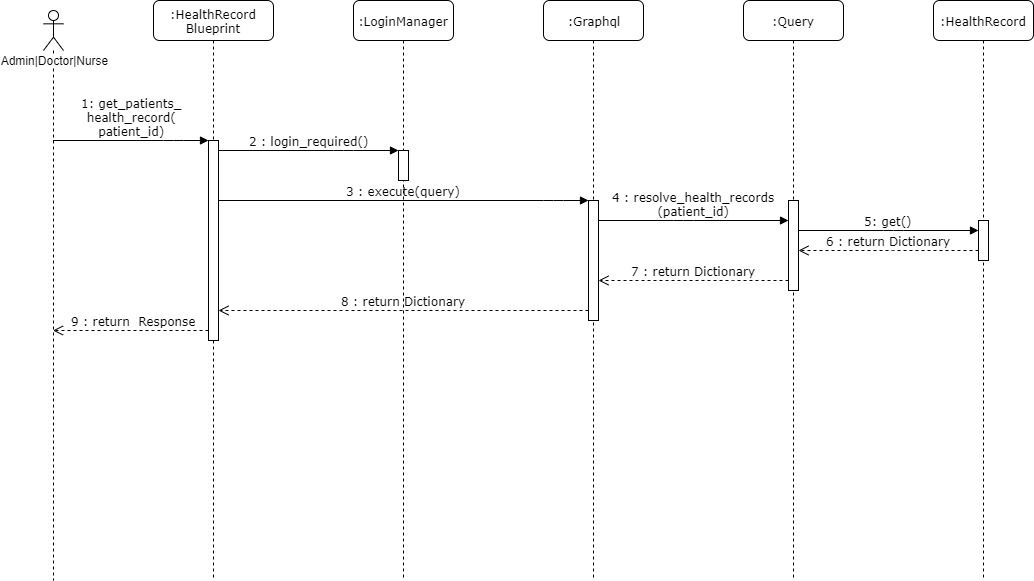 :HealthRecord
Blueprint
:LoginManager
:Graphql
:Query
:HealthRecord
Admin|Doctor|Nurse
1: get_patients_
health_record(
patient_id)
2 : login_required()
3 : execute(query)
4 : resolve_health_records
(patient_id)
5: get()
6 : return Dictionary
7 : return Dictionary
8 : return Dictionary
9 : return  Response